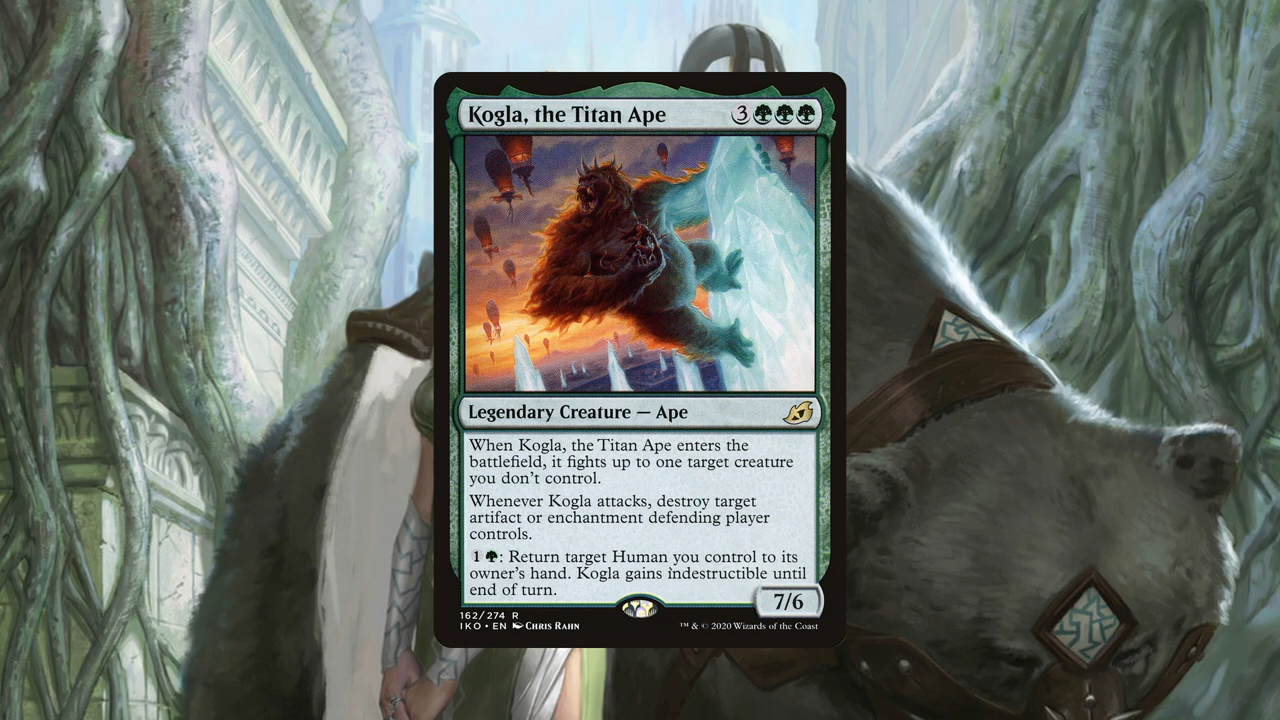 Kogla, the Titan Ape 3
Legendary Creature — Ape
When Kogla, the Titan Ape enters the
battlefield, it fights up to one target creature
you don't control.
Whenever Kogla attacks, destroy target
artifact or enchantment defending player
controls.
1 : Return target Human you control to its
owner's hand. Kogla gains indestructible until
end of turn.
7/6
162/274 R
IKO • EN Chris Rahn ™ & © 2020 Wizards of the Coast